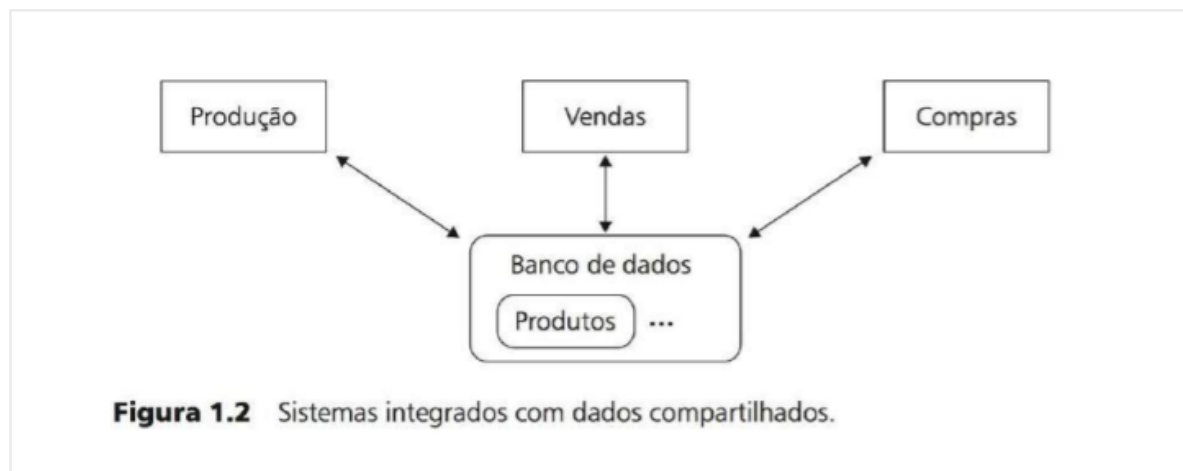 Produção
Vendas
Compras
Banco de dados
Produtos ...
Figura 1.2 Sistemas integrados com dados compartilhados.